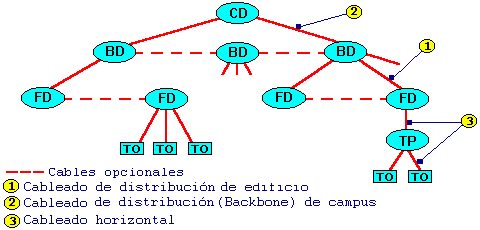 CD
2
BD
BD
BD
1
FD
FD
FD
FD
3
TP
TO
TO
TO
TO
TO
Cables opcionales
1 Cableado de distribución de edificio
2 Cableado de distribución (Backbone) de campus
3 Cableado horizontal